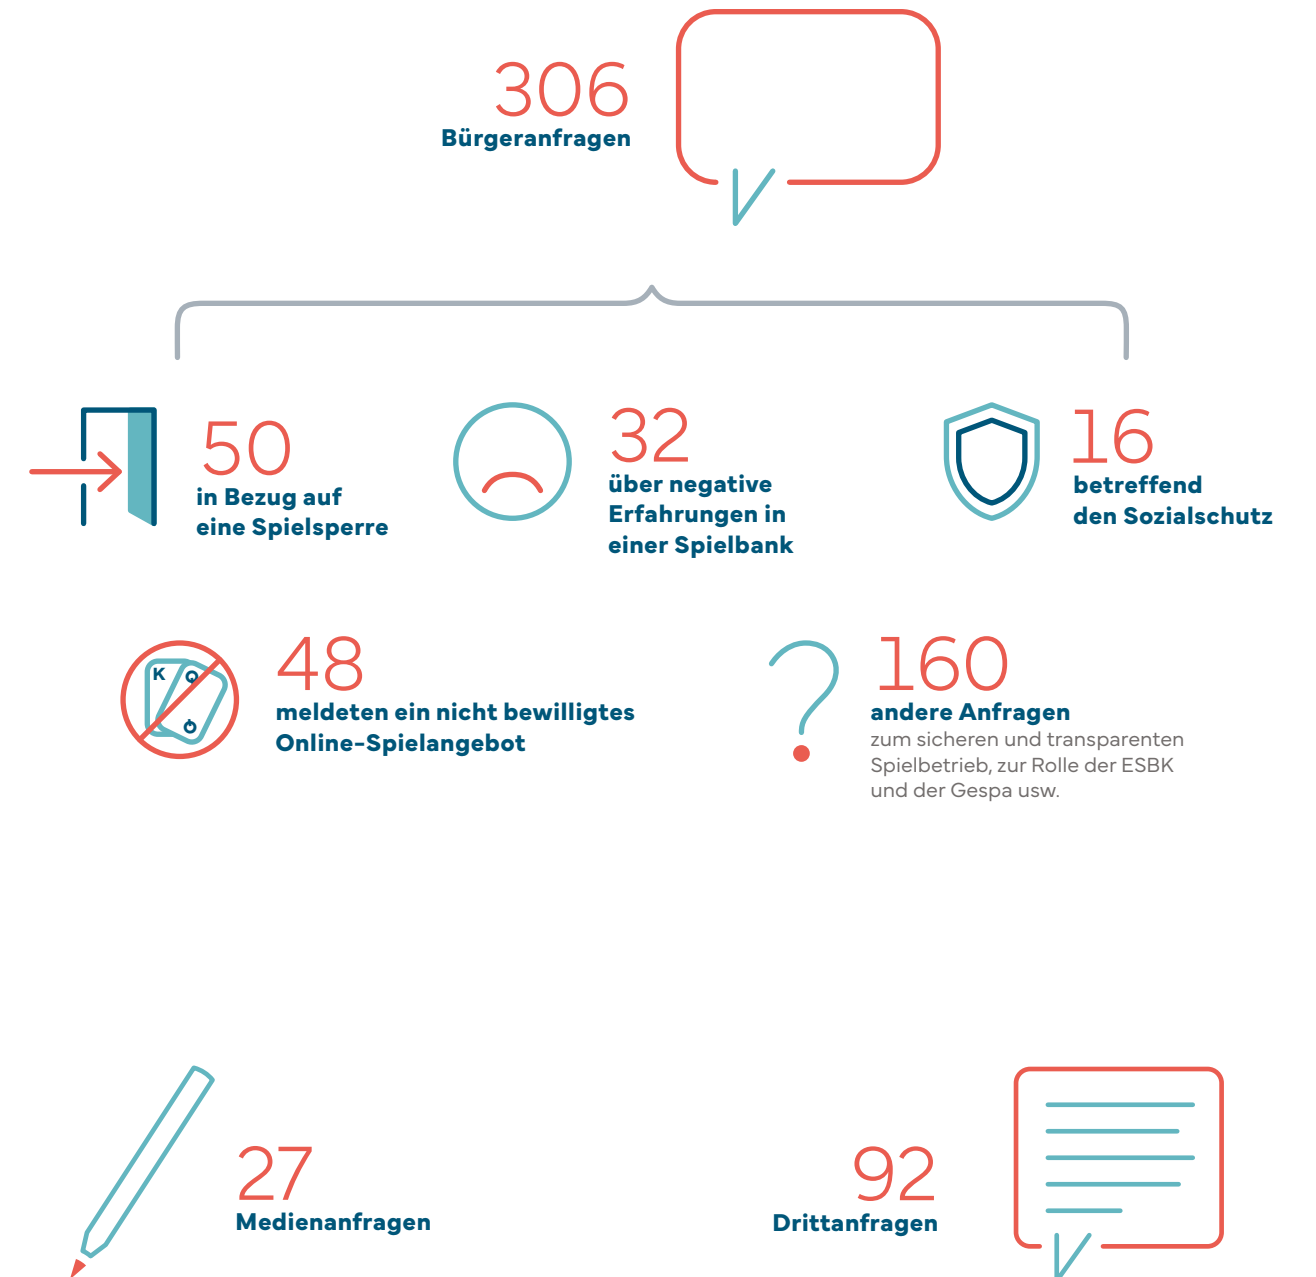 306
Bürgeranfragen
50
in Bezug auf
eine Spielsperre
32
über negative
Erfahrungen in
einer Spielbank
16
betreffend
den Sozialschutz
K
Q
Q
48
meldeten ein nicht bewilligtes
Online-Spielangebot
160
andere Anfragen
zum sicheren und transparenten
Spielbetrieb, zur Rolle der ESBK
und der Gespa usw.
27
Medienanfragen
92
Drittanfragen